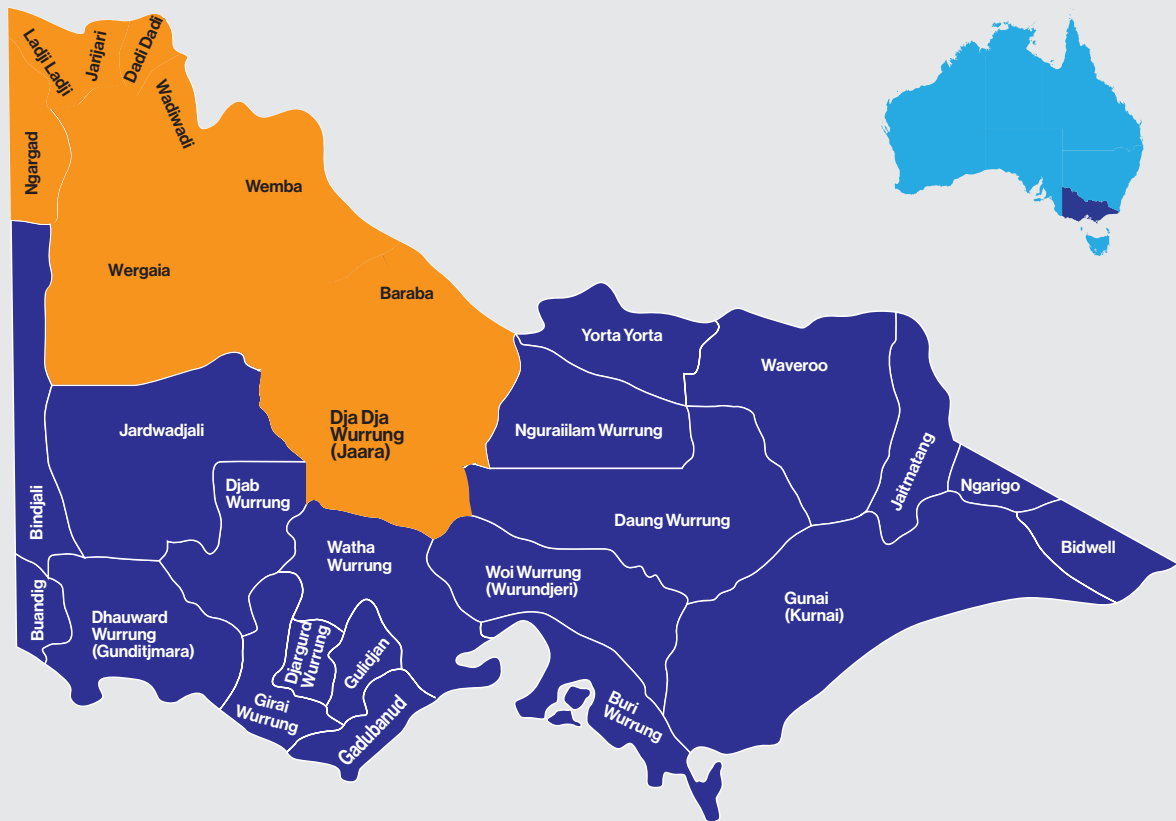 Ladji Ladji
Jarijari
Dadi Dadi
Wadiwadi
Ngargad
Wemba
Wergaia
Baraba
Yorta Yorta
Waveroo
Dja Dja
Wurrung
(Jaara)
Jardwadjali
Nguraiilam Wurrung
Jaitmatang
Ngarigo
Djab
Wurrung
Bindjali
Daung Wurrung
Bidwell
Watha
Wurrung
Woi Wurrung
(Wurundjeri)
Gunai
(Kurnai)
Buandig
Dhauward
Wurrung
(Gunditjmara)
Djargurd
Wurrung
Gulidjan
Girai
Wurrung
Gadubanud
Buri
Wurrung